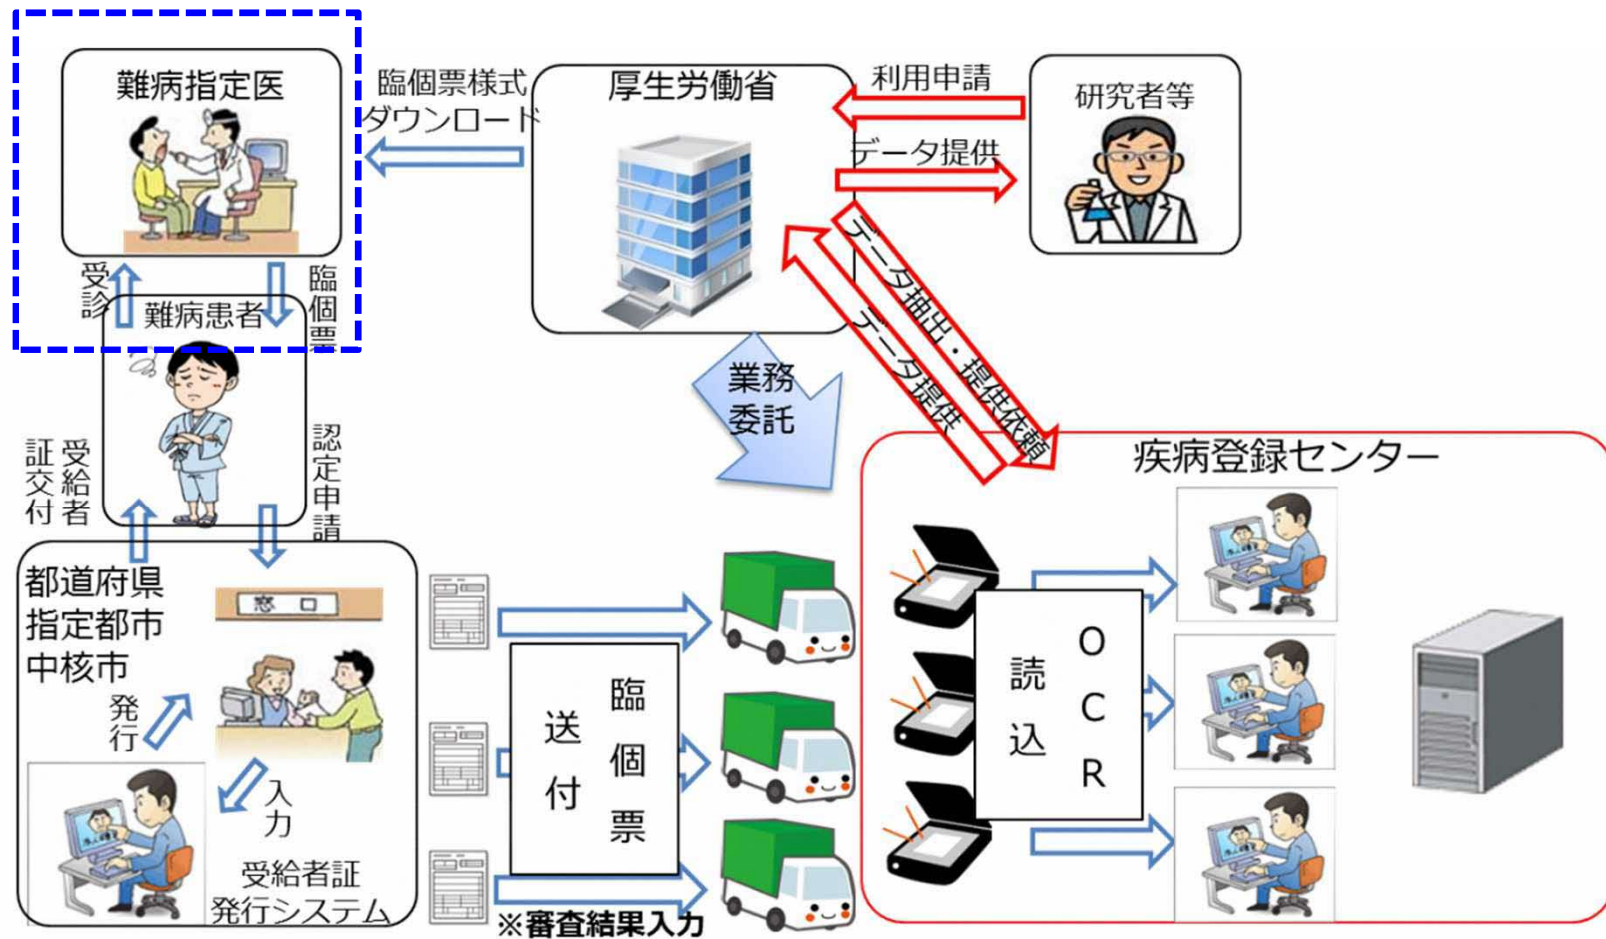 難病指定医
臨個票様式
ダウンロード
厚生労働省
利用申請
データ提供
研究者等
受診
臨個票
難病患者
業務
委託
データ抽出・提供依頼
データ提供
受給者
証交付
認定申請
都道府県
指定都市
中核市
窓口
発行
入力
受給者証
発行システム
臨個票
送付
※審査結果入力
疾病登録センター
OCR
読込